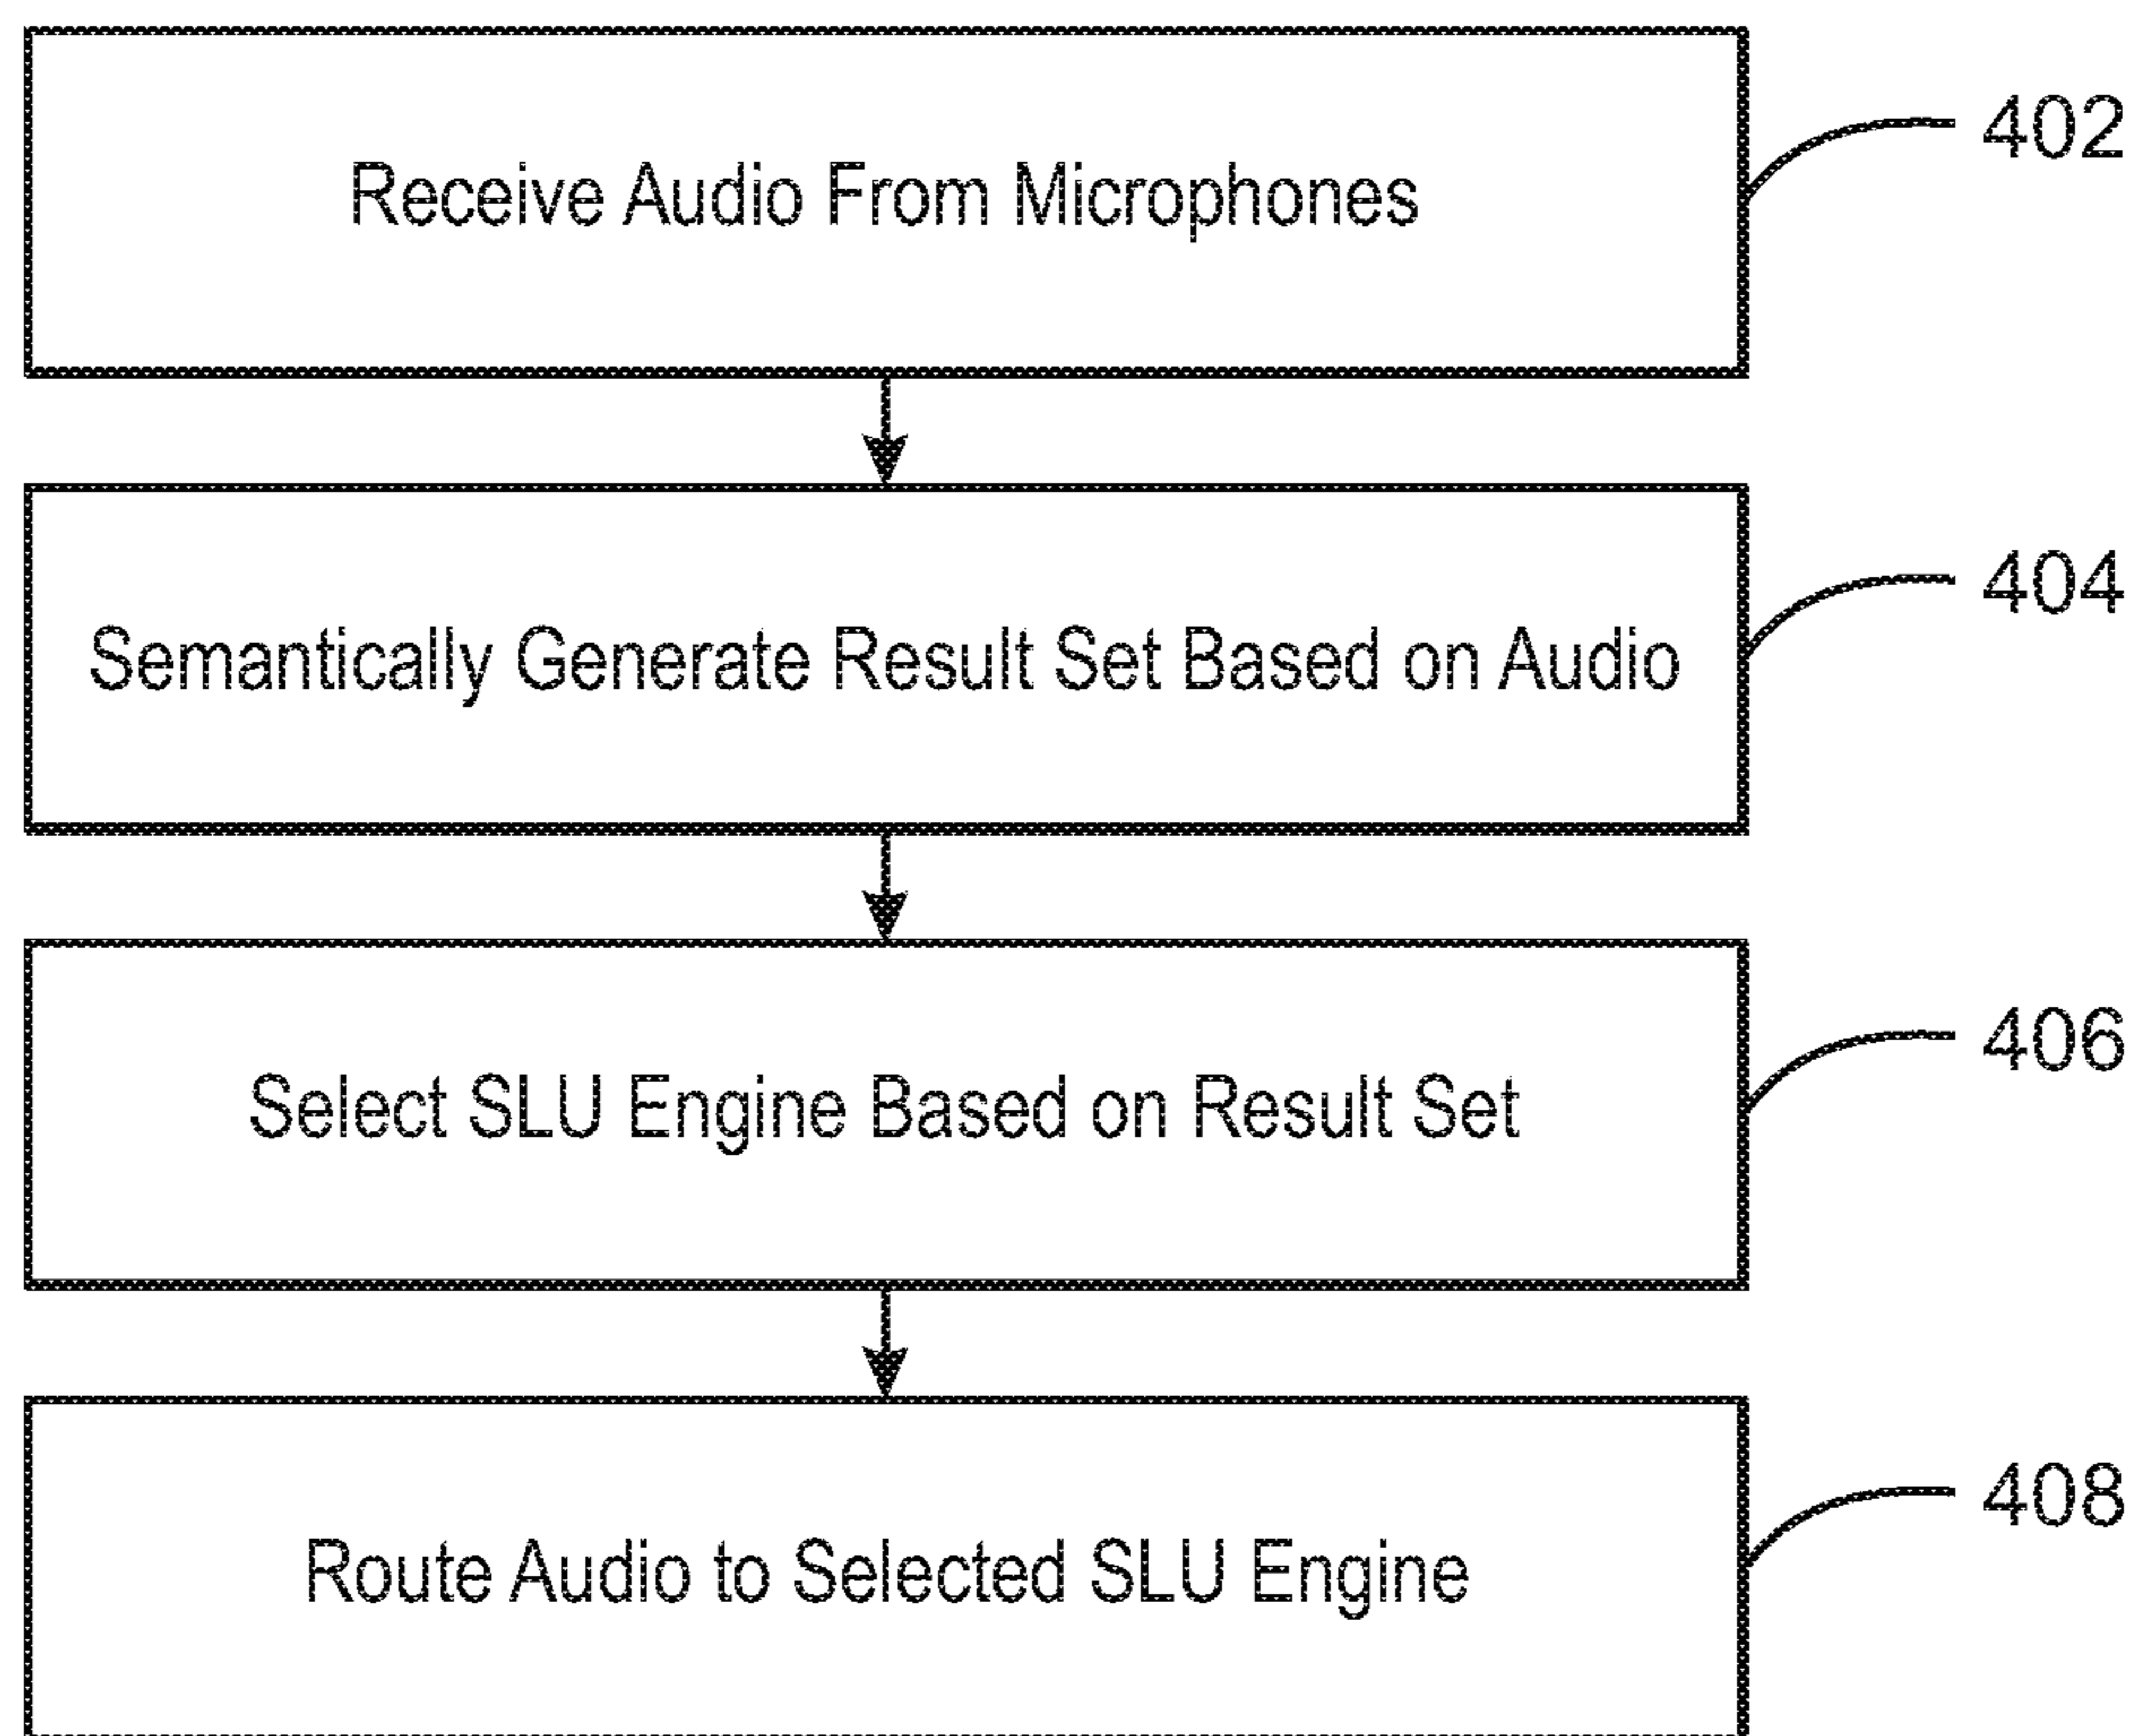 Receive Audio From Microphones
402
Semantically Generate Result Set Based on Audio
404
Select SLU Engine Based on Result Set
406
Route Audio to Selected SLU Engine
408